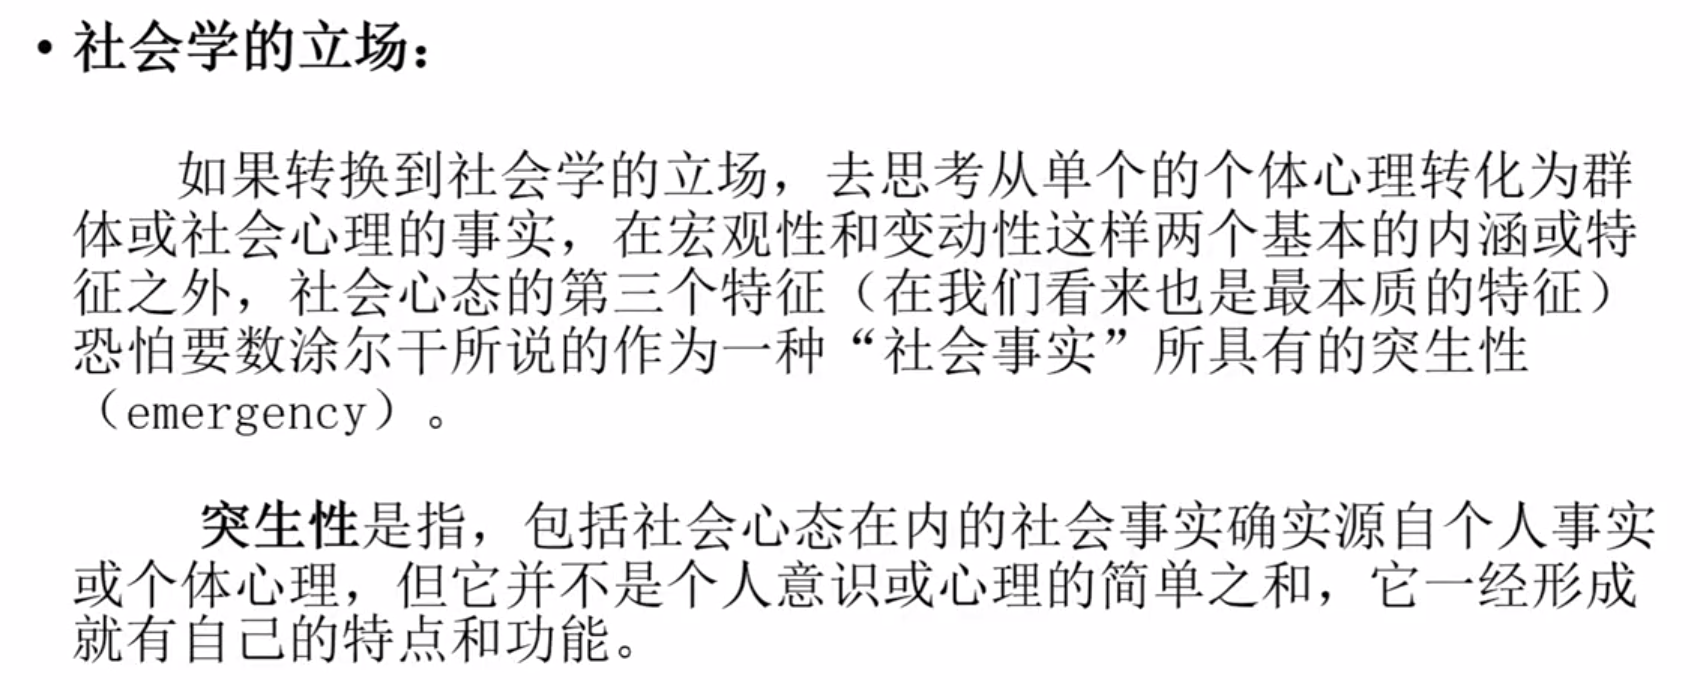 • 社会学的立场：
如果转换到社会学的立场，去思考从单个的个体心理转化为群
体或社会心理的事实，在宏观性和变动性这样两个基本的内涵或特
征之外，社会心态的第三个特征（在我们看来也是最本质的特征）
恐怕要数涂尔干所说的作为一种“社会事实”所具有的突生性
（emergency）。
突生性是指，包括社会心态在内的社会事实确实源自个人事实
或个体心理，但它并不是个人意识或心理的简单之和，它一经形成
就有自己的特点和功能。